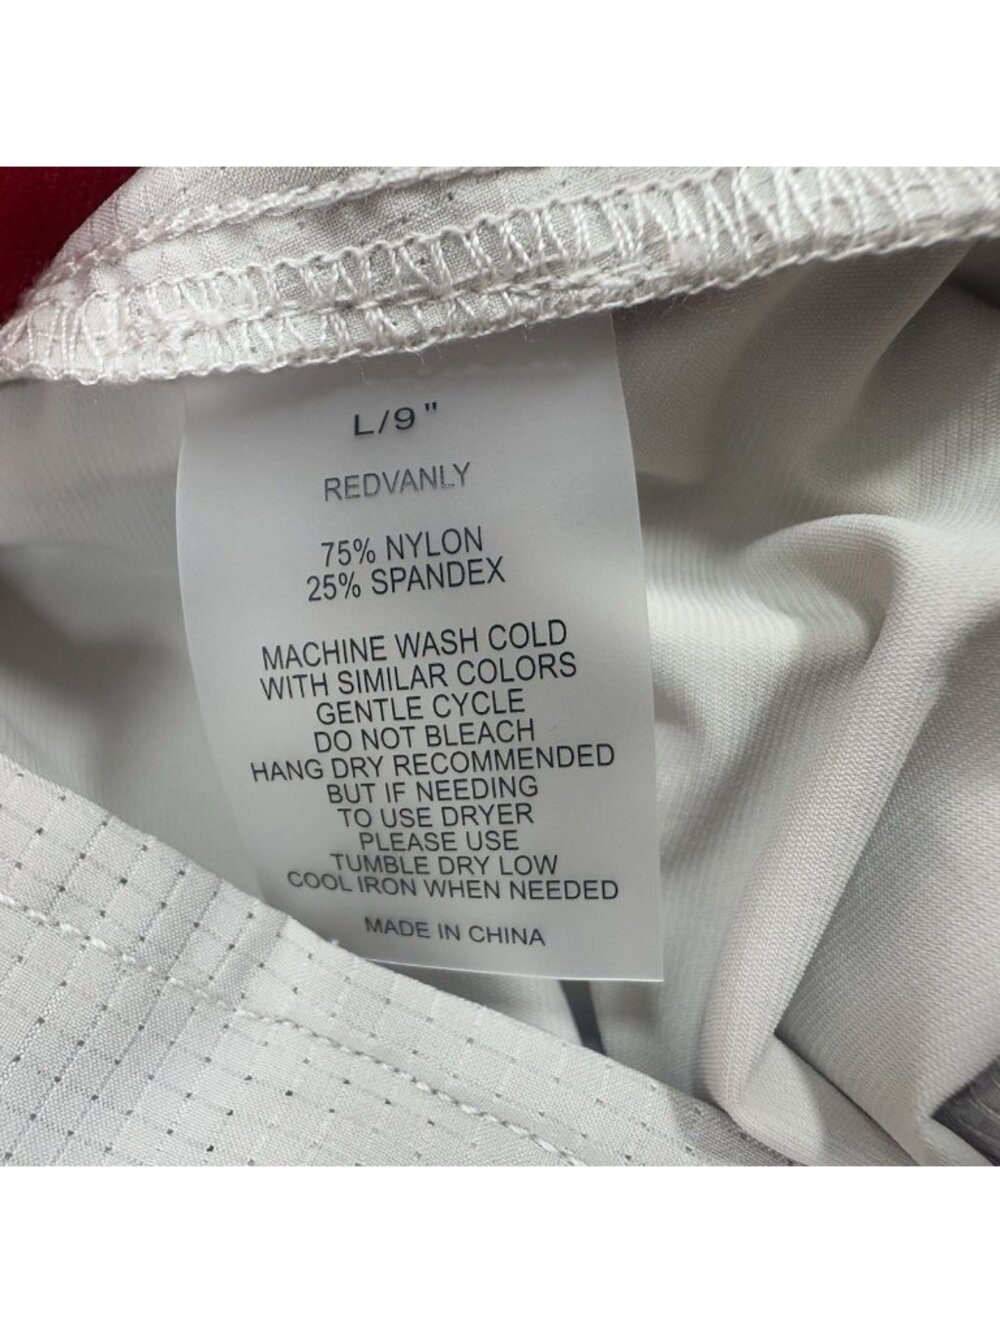 L/9"
REDVANLY
75% NYLON
25% SPANDEX
MACHINE WASH COLD
WITH SIMILAR COLORS
GENTLE CYCLE
DO NOT BLEACH
HANG DRY RECOMMENDED
BUT IF NEEDING
TO USE DRYER
PLEASE USE
TUMBLE DRY LOW
COOL IRON WHEN NEEDED
MADE IN CHINA